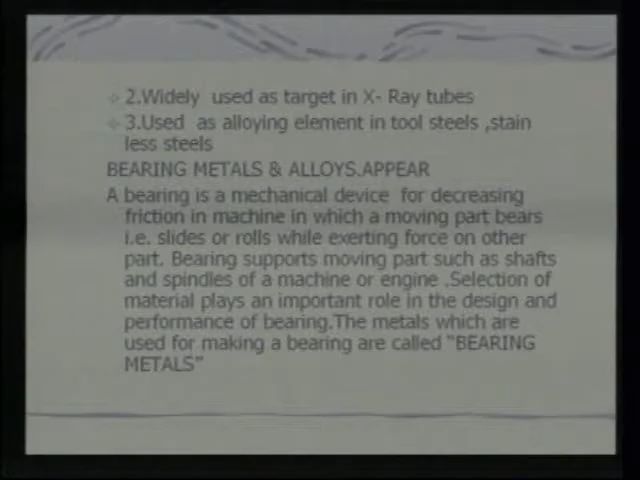 2.Widely used as target in X- Ray tubes
3.Used as alloying element in tool steels ,stain
less steels
BEARING METALS & ALLOYS.APPEAR
A bearing is a mechanical device for decreasing
friction in machine in which a moving part bears
i.e. slides or rolls while exerting force on other
part. Bearing supports moving part such as shafts
and spindles of a machine or engine .Selection of
material plays an important role in the design and
performance of bearing.The metals which are
used for making a bearing are called “BEARING
METALS”